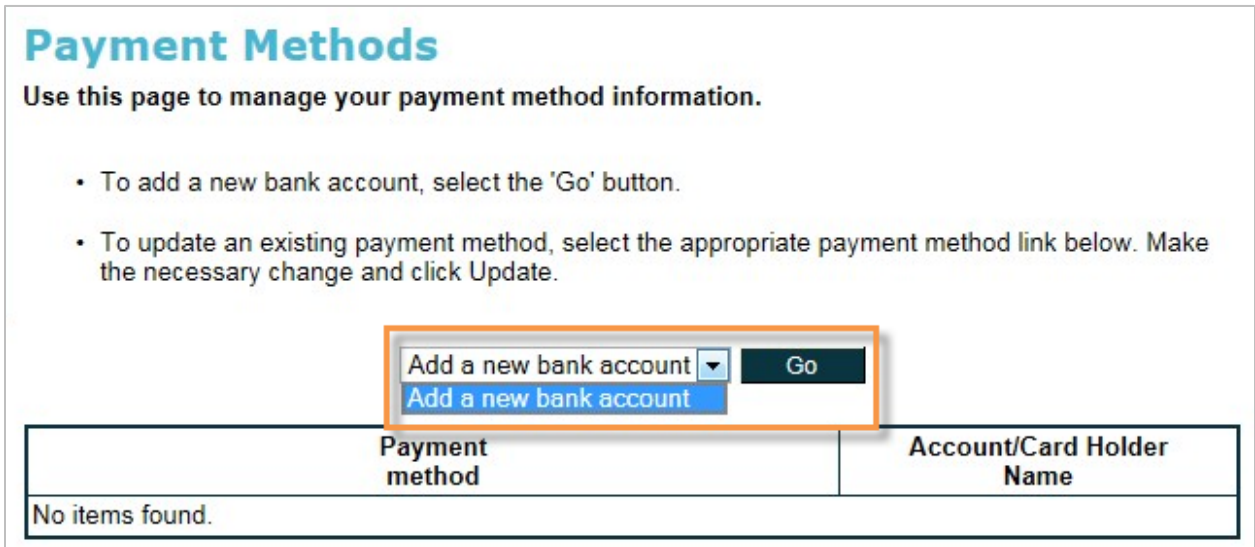 Payment Methods
Use this page to manage your payment method information.
• To add a new bank account, select the 'Go' button.
• To update an existing payment method, select the appropriate payment method link below. Make
the necessary change and click Update.
Add a new bank account Go
Add a new bank account
Payment
method
Account/Card Holder
Name
No items found.